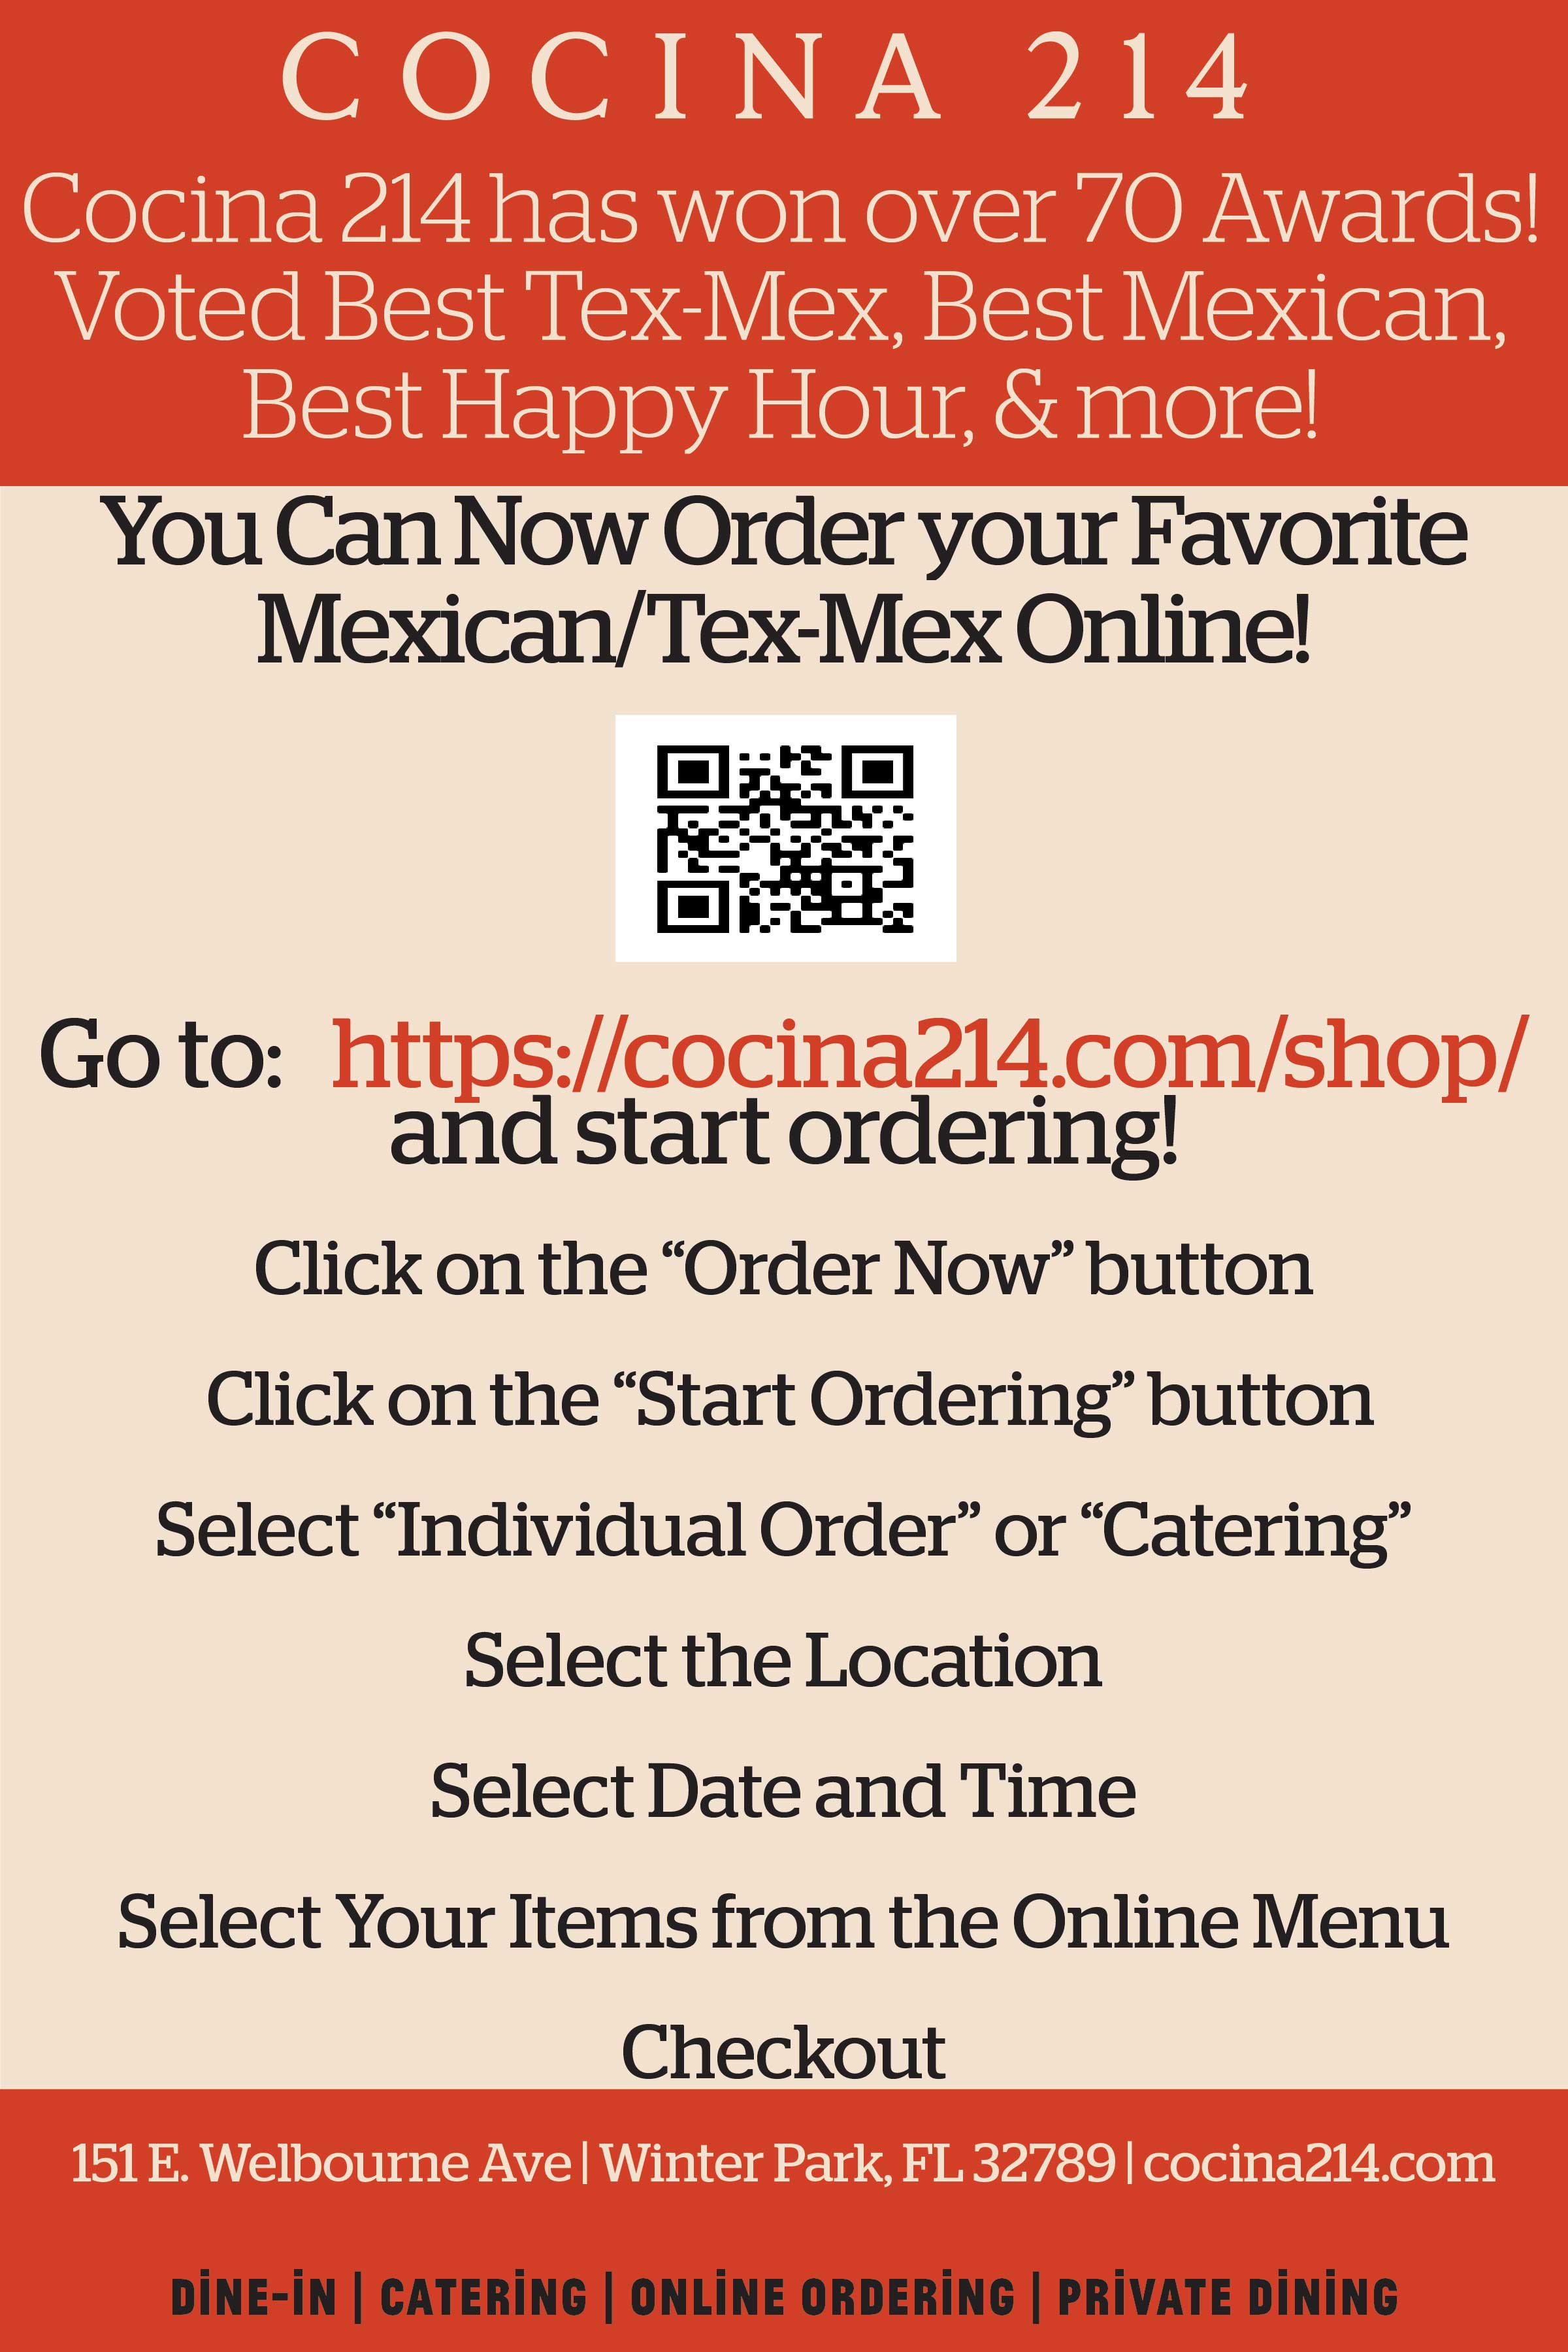 COCINA 214
Cocina 214 has won over 70 Awards!
Voted Best Tex-Mex, Best Mexican,
Best Happy Hour, & more!
You Can Now Order your Favorite
Mexican/Tex-Mex Online!
Go to: https://cocina214.com/shop/
and start ordering!
Click on the “Order Now” button
Click on the “Start Ordering” button
Select “Individual Order” or “Catering”
Select the Location
Select Date and Time
Select Your Items from the Online Menu
Checkout
151 E. Welbourne Ave | Winter Park, FL 32789 | cocina214.com
DiNE-iN | CATERiNG | ONLiNE ORDERiNG | PRiVATE DiNiNG